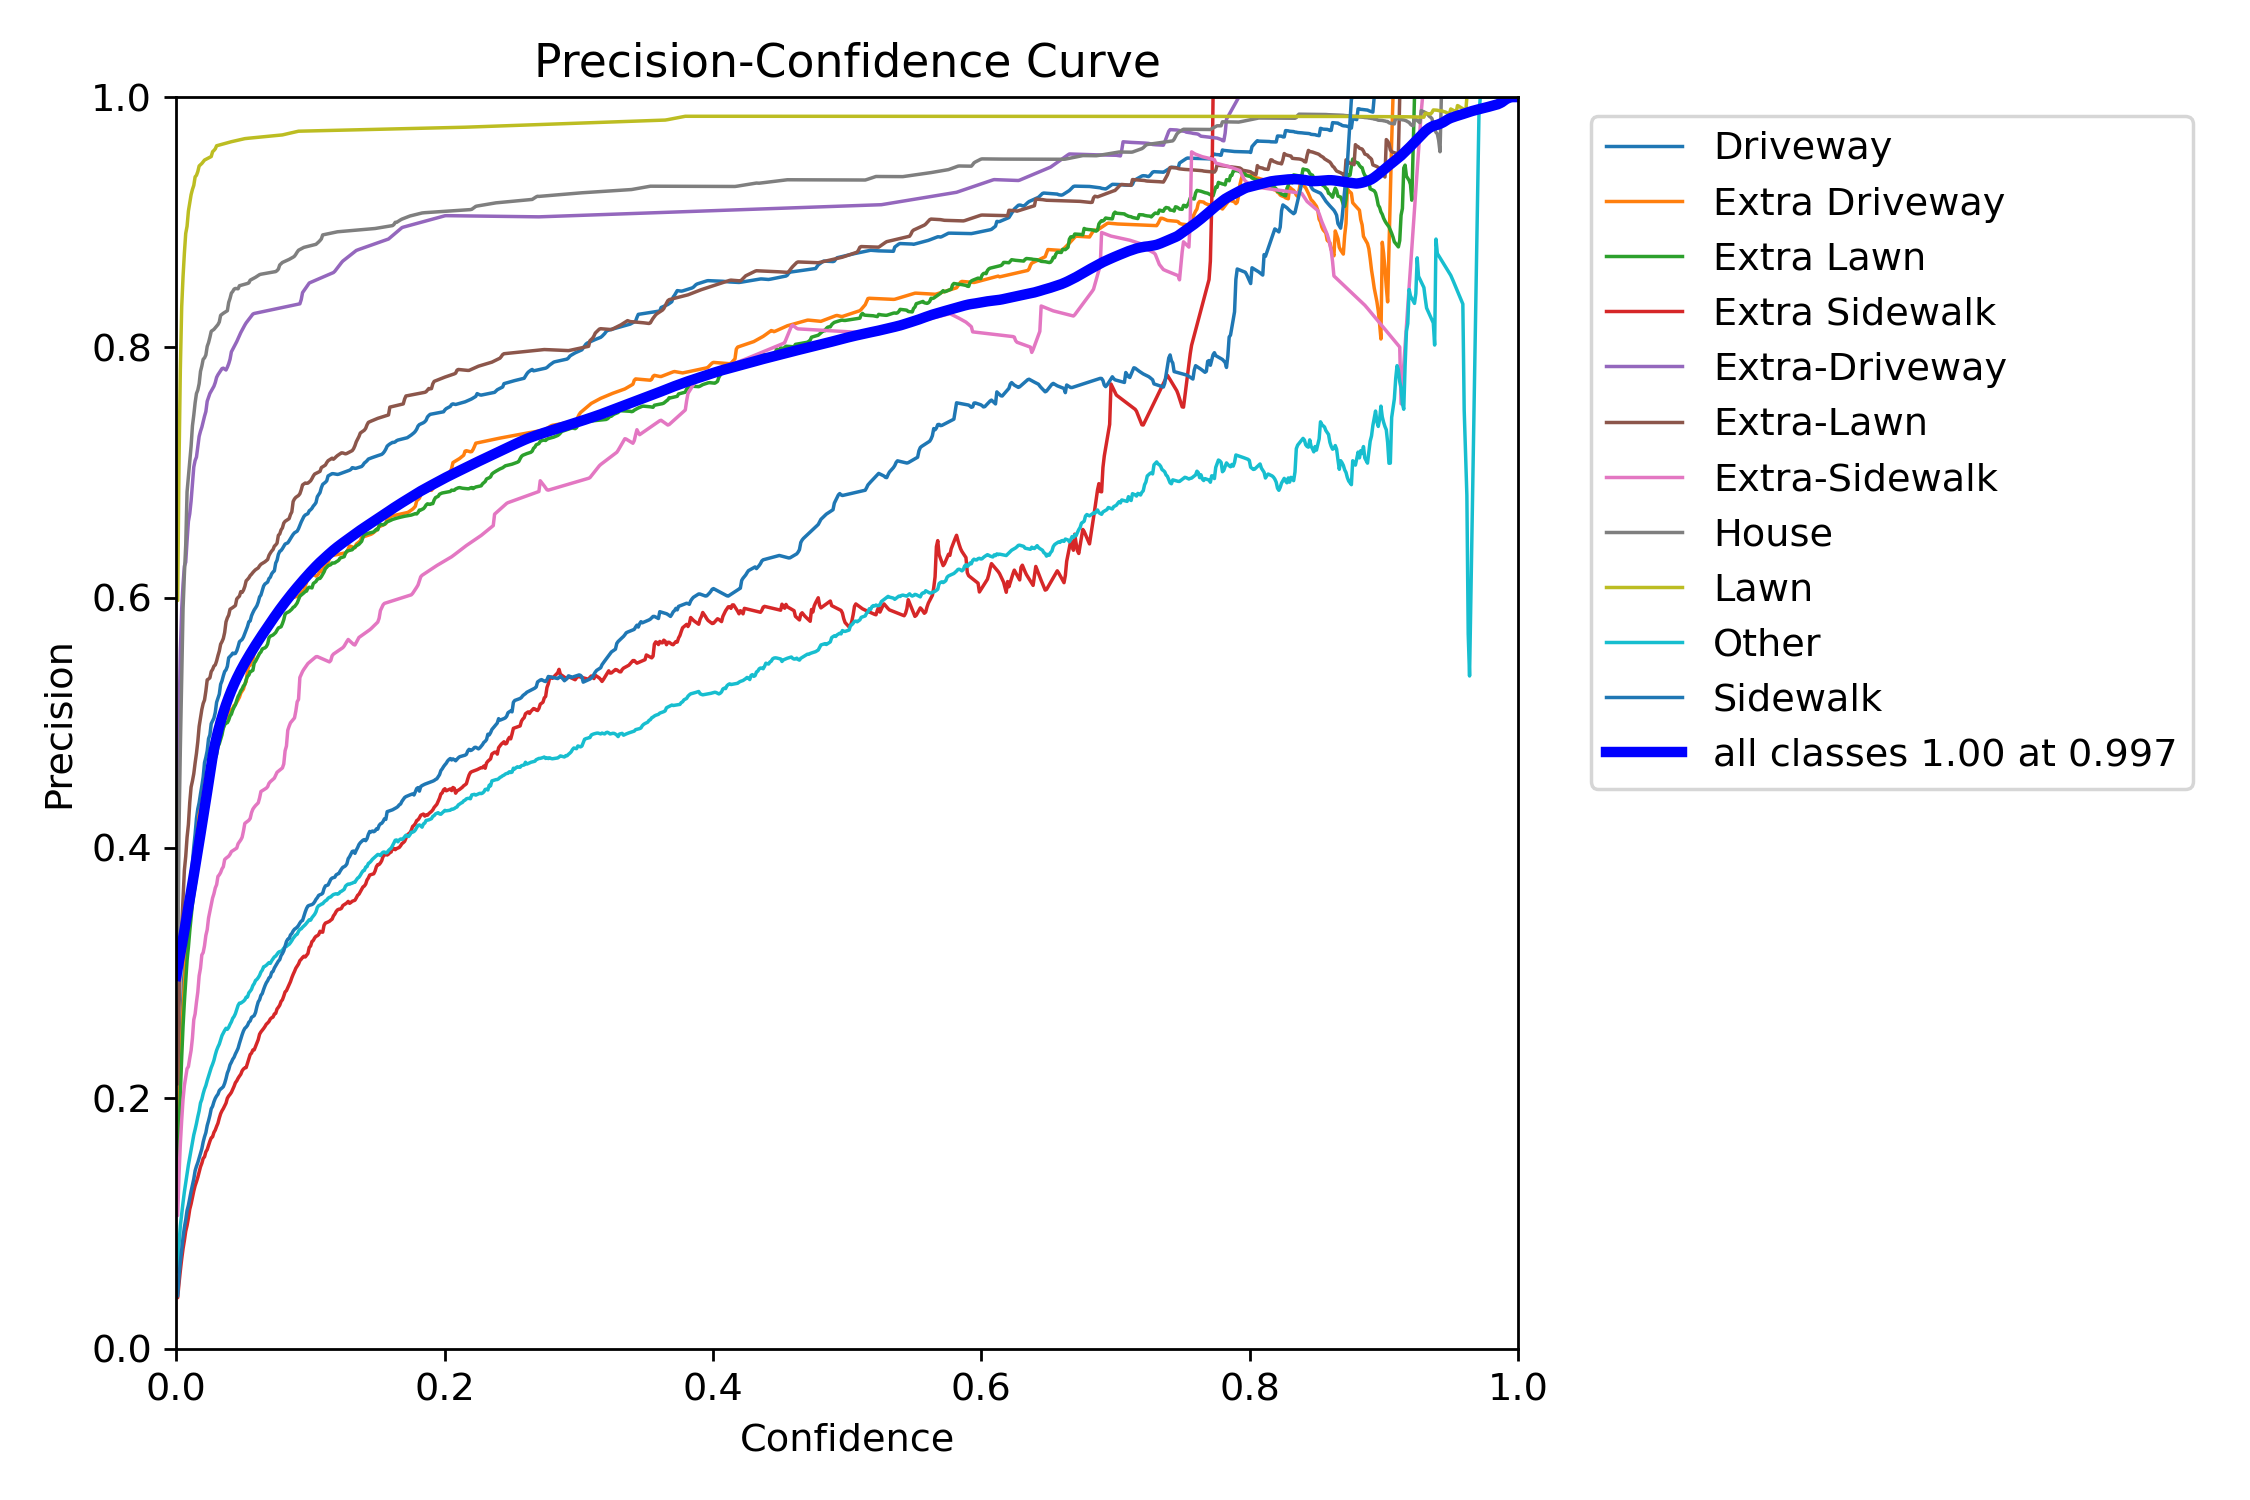 Precision-Confidence Curve
1.0
0.8
0.6
0.4
0.2
0.0
Precision
0.0 0.2 0.4 0.6 0.8 1.0
Confidence
Driveway
Extra Driveway
Extra Lawn
Extra Sidewalk
Extra-Driveway
Extra-Lawn
Extra-Sidewalk
House
Lawn
Other
Sidewalk
all classes 1.00 at 0.997